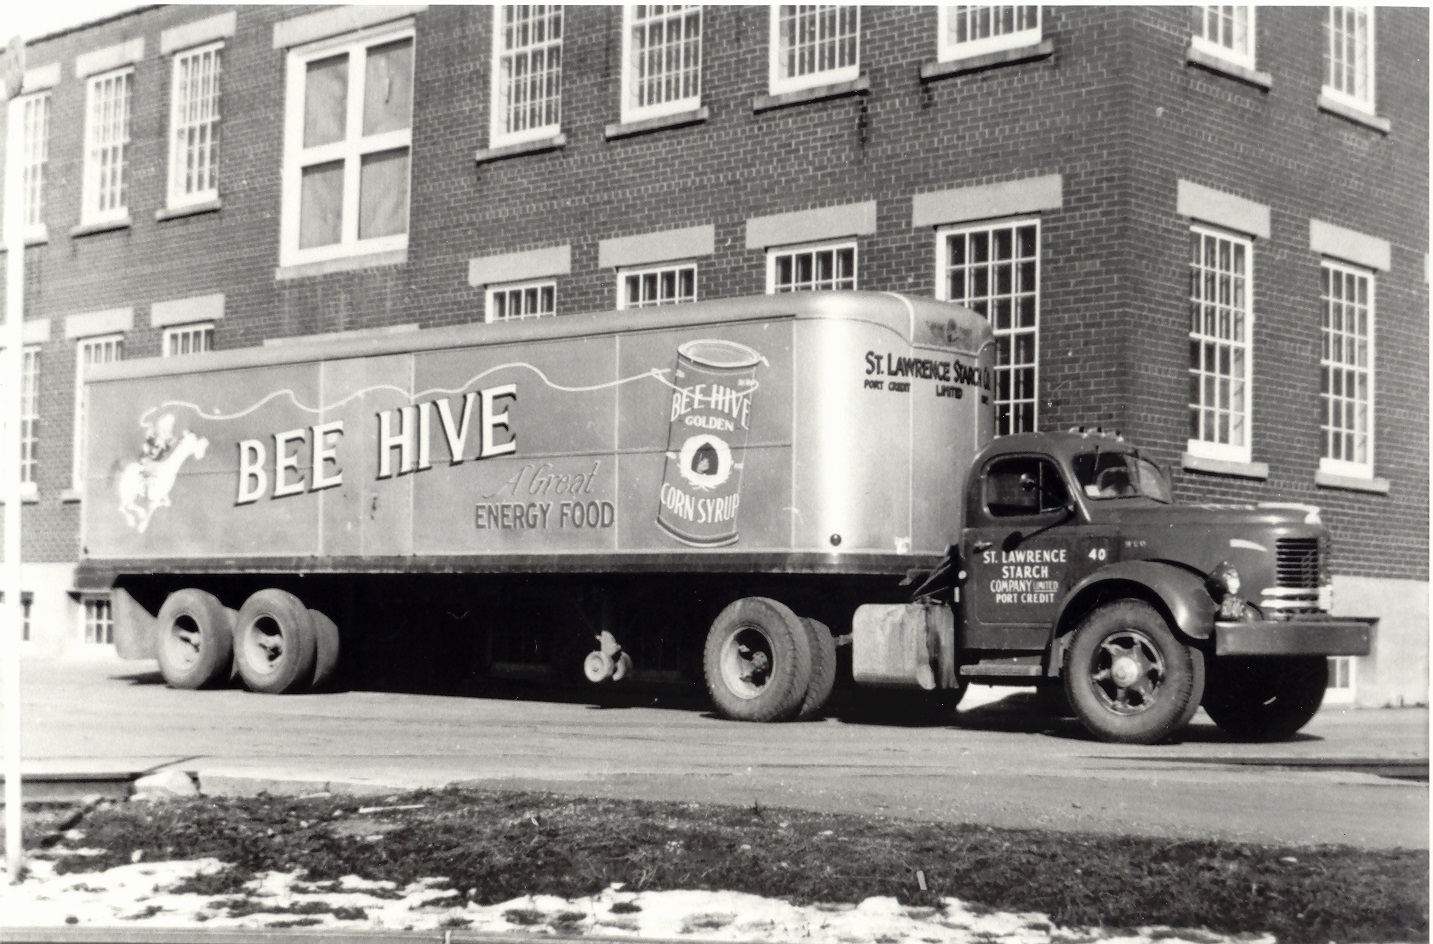 BEE HIVE
A Great
ENERGY FOOD
BEE HIVE
GOLDEN
CORN SYRUP
ST. LAWRENCE STARCH CO.
PORT CREDIT LIMITED
ST. LAWRENCE 40
STARCH
COMPANY LIMITED
PORT CREDIT